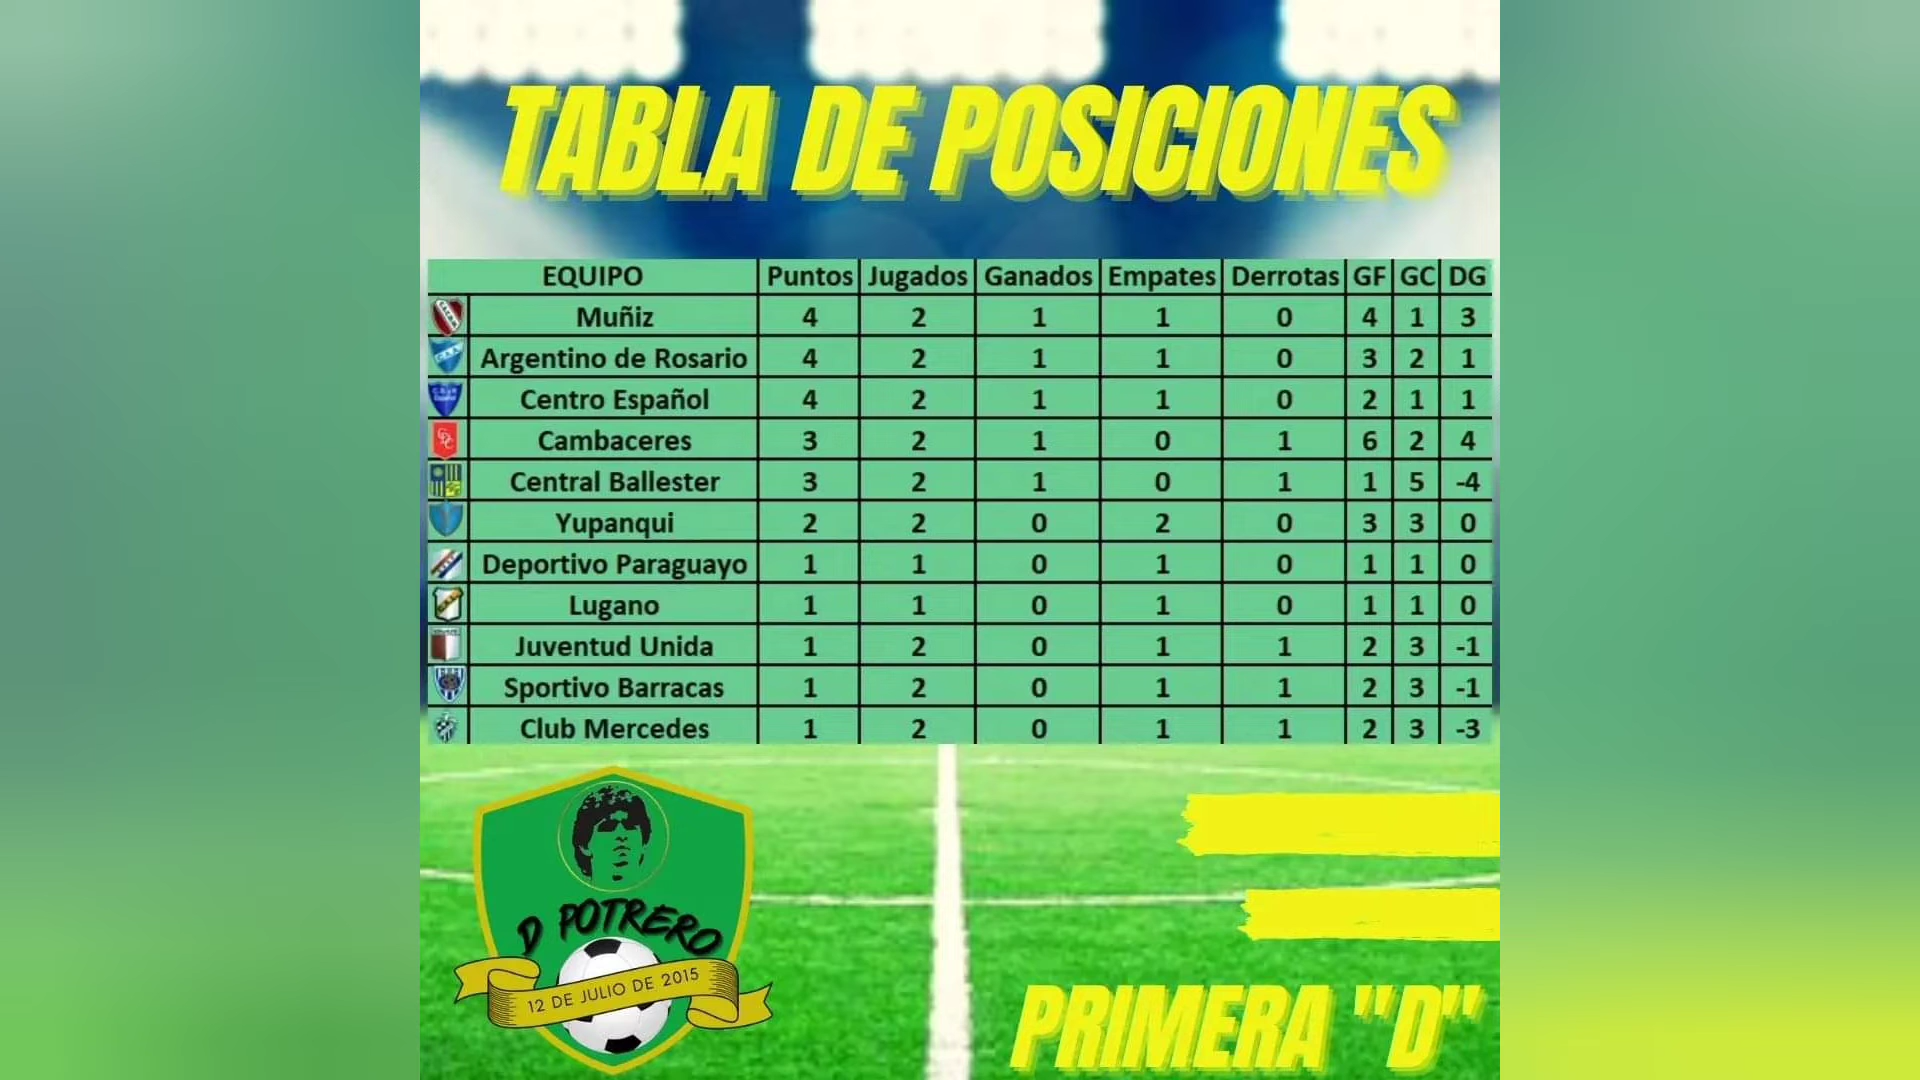 TABLA DE POSICIONES
EQUIPO Puntos Jugados Ganados Empates Derrotas GF GC DG
Muñiz 4 2 1 1 0 4 1 3
Argentino de Rosario 4 2 1 1 0 3 2 1
Centro Español 4 2 1 1 0 2 1 1
Cambaceres 3 2 1 0 1 6 2 4
Central Ballester 3 2 1 0 1 1 5 -4
Yupanqui 2 2 0 2 0 3 3 0
Deportivo Paraguayo 1 1 0 1 0 1 1 0
Lugano 1 1 0 1 0 1 1 0
Juventud Unida 1 2 0 1 1 2 3 -1
Sportivo Barracas 1 2 0 1 1 2 3 -1
Club Mercedes 1 2 0 1 1 2 3 -3
D POTRERO
12 DE JULIO DE 2015
PRIMERA "D"